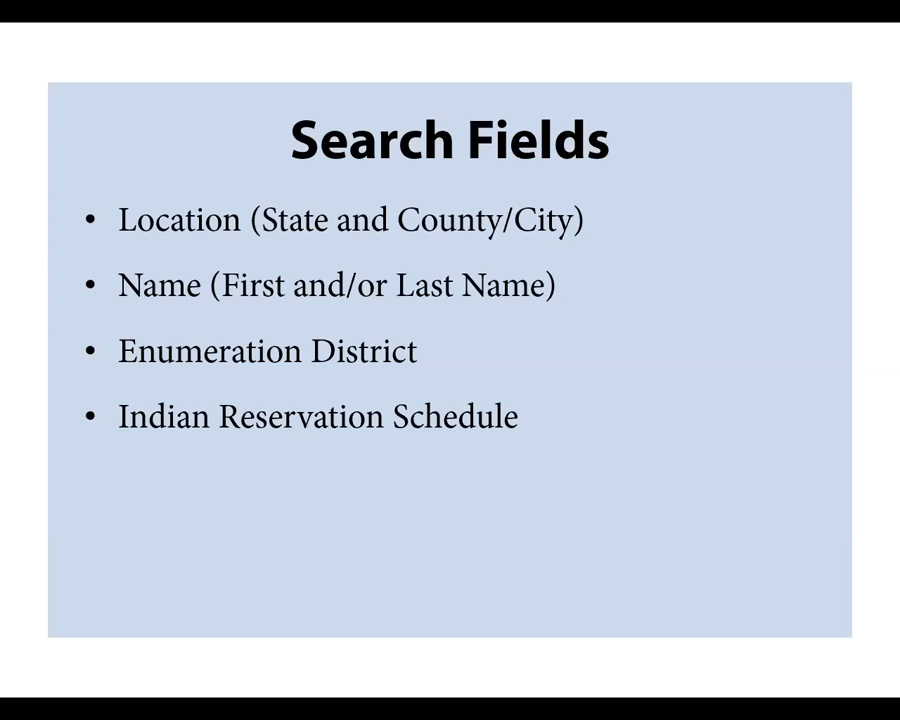 Search Fields
• Location (State and County/City)
• Name (First and/or Last Name)
• Enumeration District
• Indian Reservation Schedule